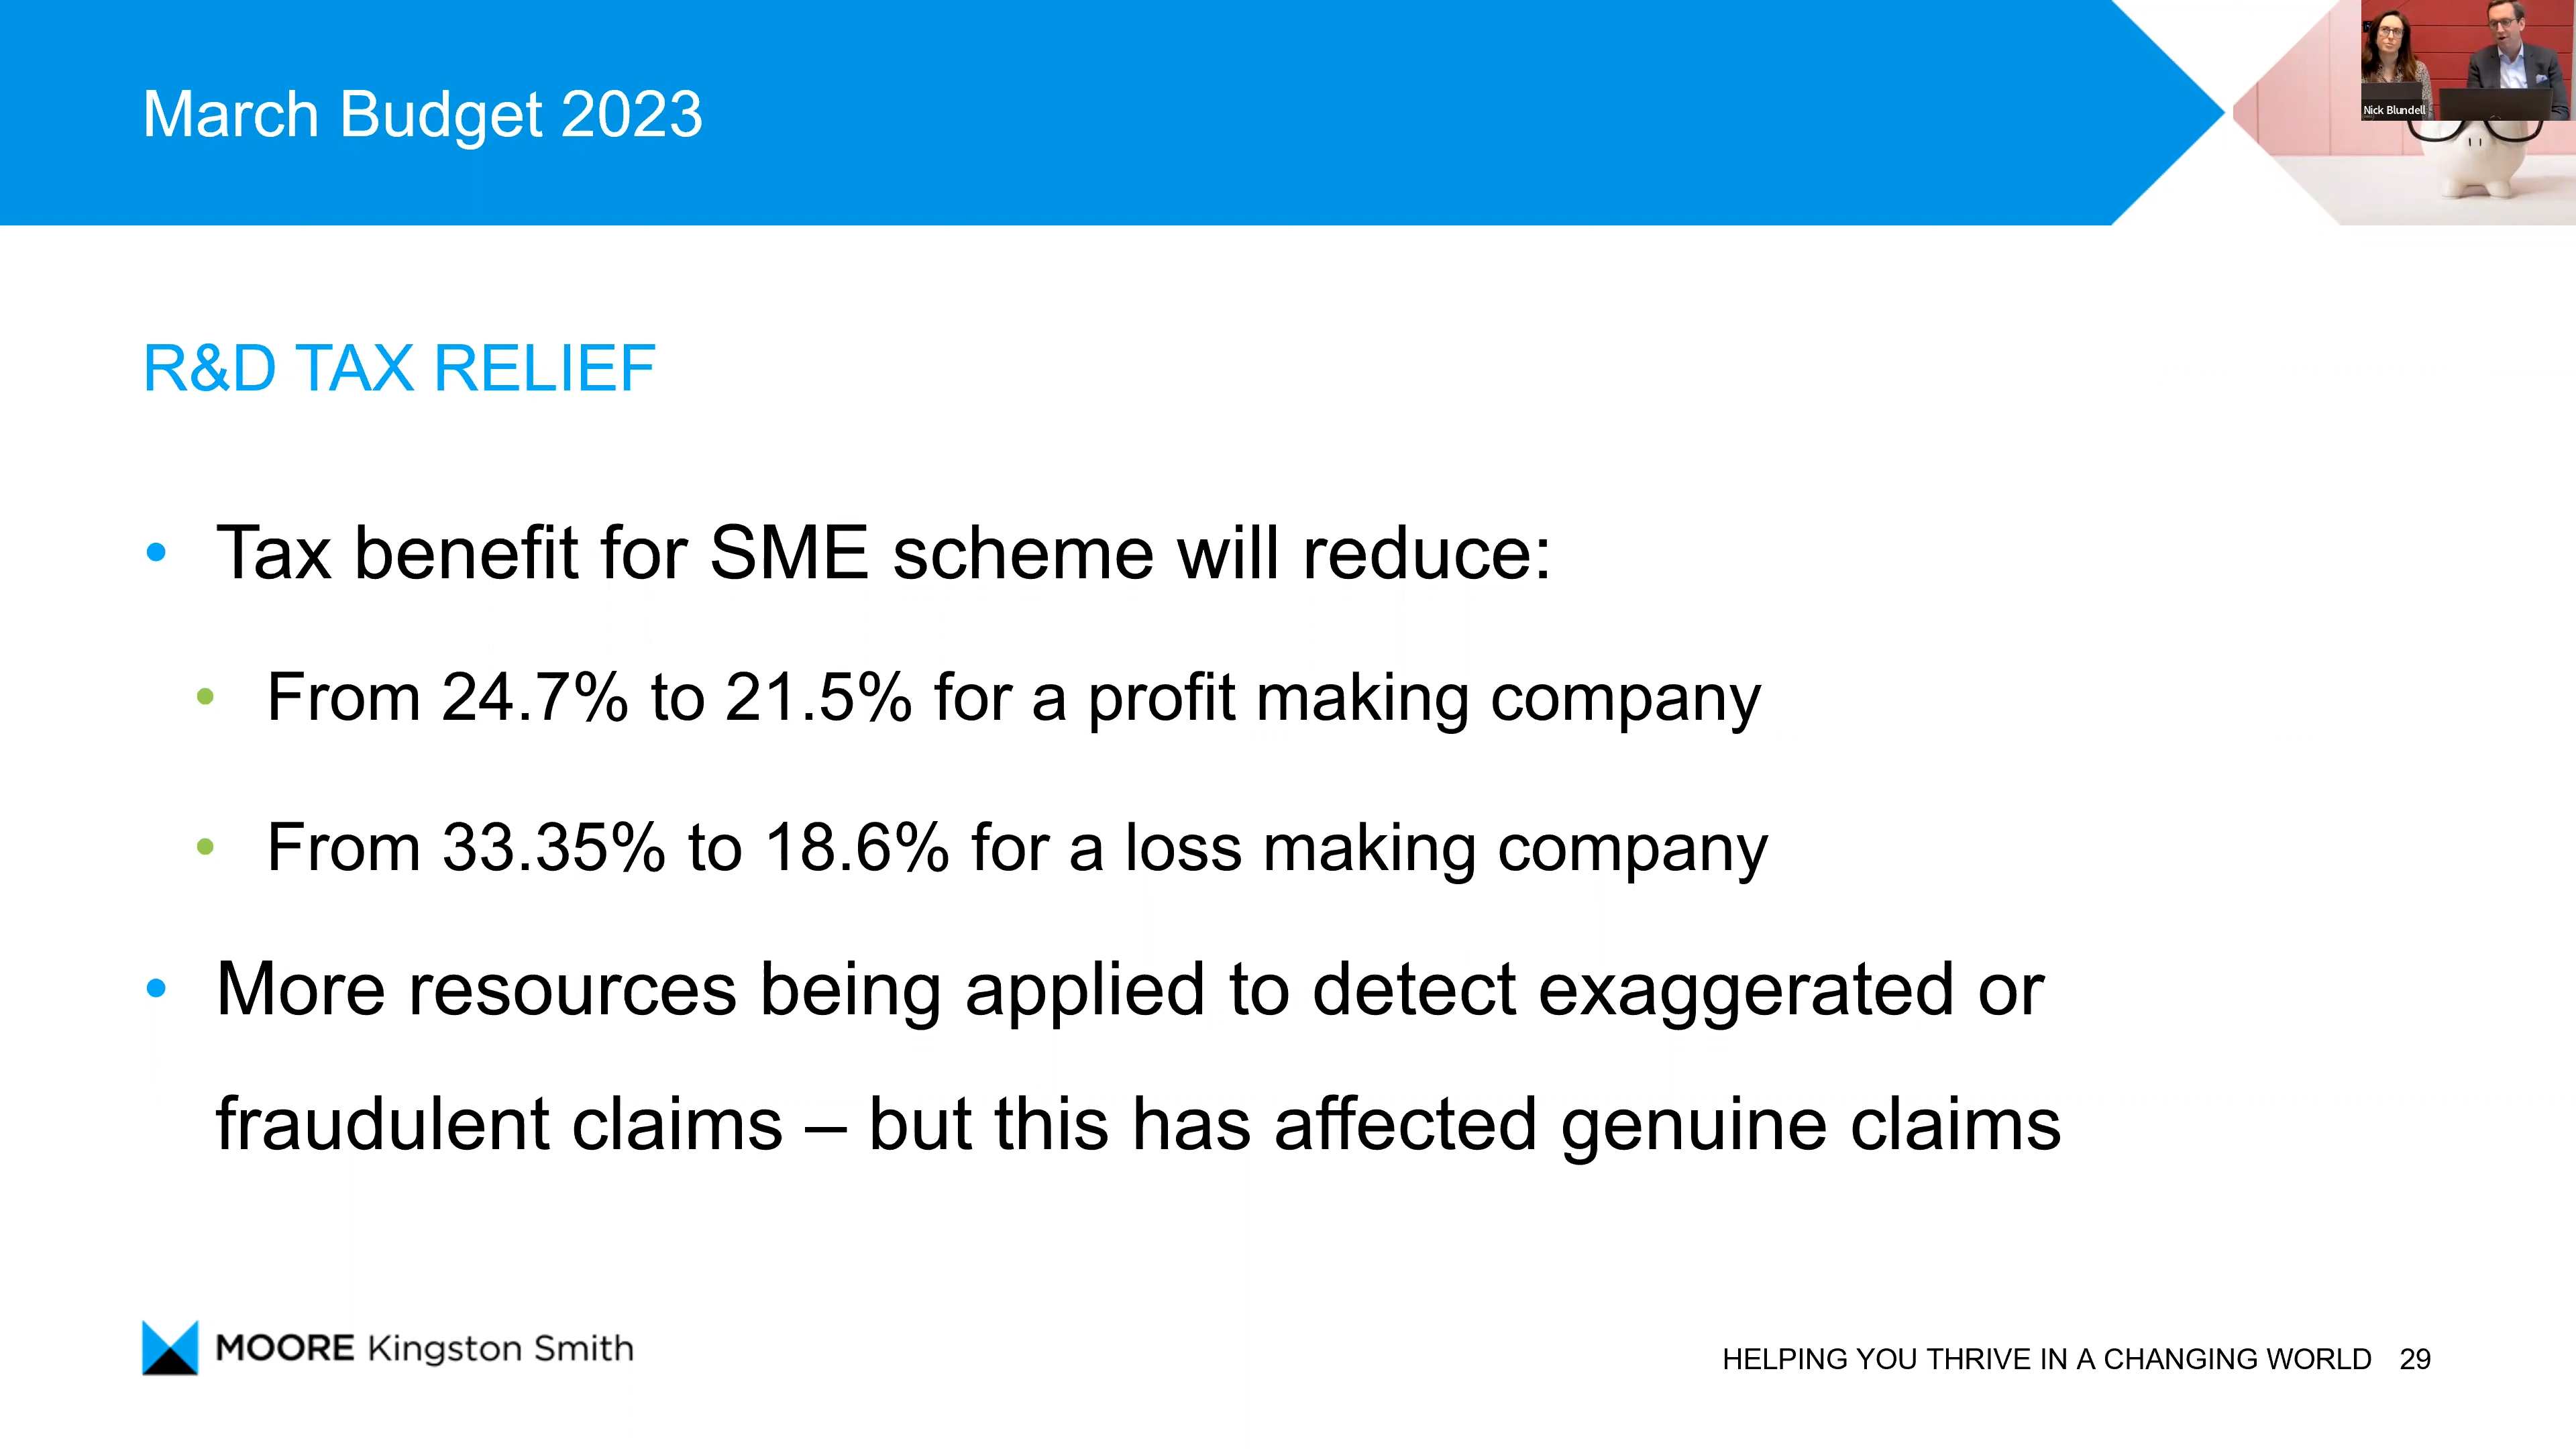 March Budget 2023
Nick Blundell
R&D TAX RELIEF
• Tax benefit for SME scheme will reduce:
• From 24.7% to 21.5% for a profit making company
• From 33.35% to 18.6% for a loss making company
• More resources being applied to detect exaggerated or
fraudulent claims – but this has affected genuine claims
MOORE Kingston Smith
HELPING YOU THRIVE IN A CHANGING WORLD 29